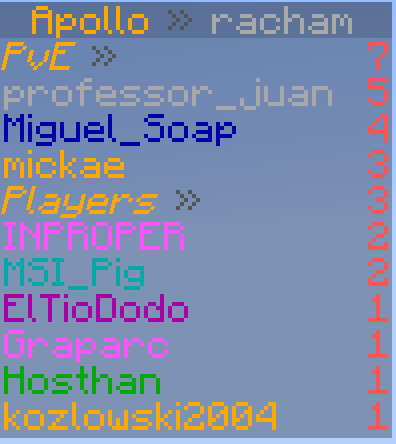 Apollo » racham
PvE » 7
professor_juan 5
Miguel_Soap 4
mickae 3
Players » 3
INPROPER 2
MSI_Pig 2
ElTioDodo 1
Graparc 1
Hosthan 1
kozlowski2004 1